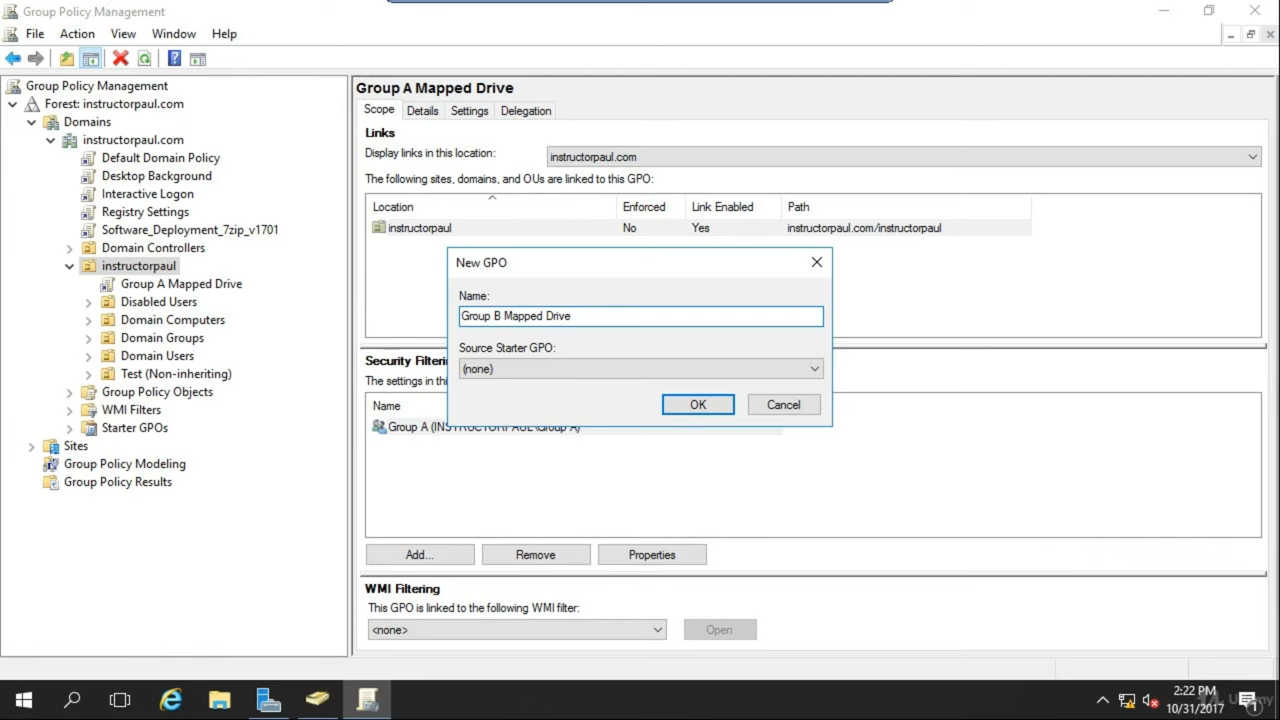 Group Policy Management
File Action View Window Help
Group Policy Management
Forest: instructorpaul.com
Domains
instructorpaul.com
Default Domain Policy
Desktop Background
Interactive Logon
Registry Settings
Software_Deployment_7zip_v1701
Domain Controllers
instructorpaul
Group A Mapped Drive
Disabled Users
Domain Computers
Domain Groups
Domain Users
Test (Non-inheriting)
Group Policy Objects
WMI Filters
Starter GPOs
Sites
Group Policy Modeling
Group Policy Results
Group A Mapped Drive
Scope Details Settings Delegation
Links
Display links in this location: instructorpaul.com
The following sites, domains, and OUs are linked to this GPO:
Location Enforced Link Enabled Path
instructorpaul No Yes instructorpaul.com/instructorpaul
New GPO
Name:
Group B Mapped Drive
Source Starter GPO:
(none)
OK Cancel
Security Filteri
The settings in thi
Name
Group A (INSTRUCTORPAUL\Group A)
Add... Remove Properties
WMI Filtering
This GPO is linked to the following WMI filter:
<none> Open
2:22 PM
10/31/2017
Udemy